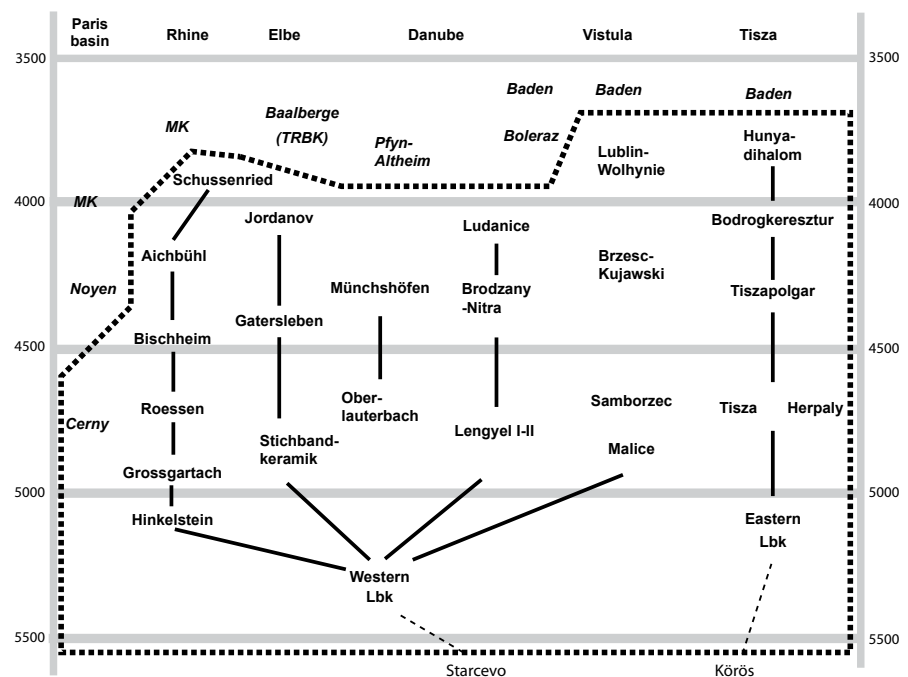 Paris
basin
Rhine
Elbe
Danube
Vistula
Tisza
3500
3500
Baden
Baden
Baden
Baalberge
(TRBK)
MK
Boleraz
Pfyn-
Altheim
Hunya-
dihalom
Lublin-
Wolhynie
Schussenried
4000
MK
4000
Jordanov
Ludanice
Bodrogkeresztur
Aichbühl
Brzesc-
Kujawski
Noyen
Münchshöfen
Brodzany
-Nitra
Tiszapolgar
Gatersleben
Bischheim
4500
4500
Roessen
Ober-
lauterbach
Samborzec
Tisza
Herpaly
Cerny
Stichband-
keramik
Lengyel I-II
Malice
Grossgartach
5000
5000
Hinkelstein
Eastern
Lbk
Western
Lbk
5500
5500
Starcevo
Körös